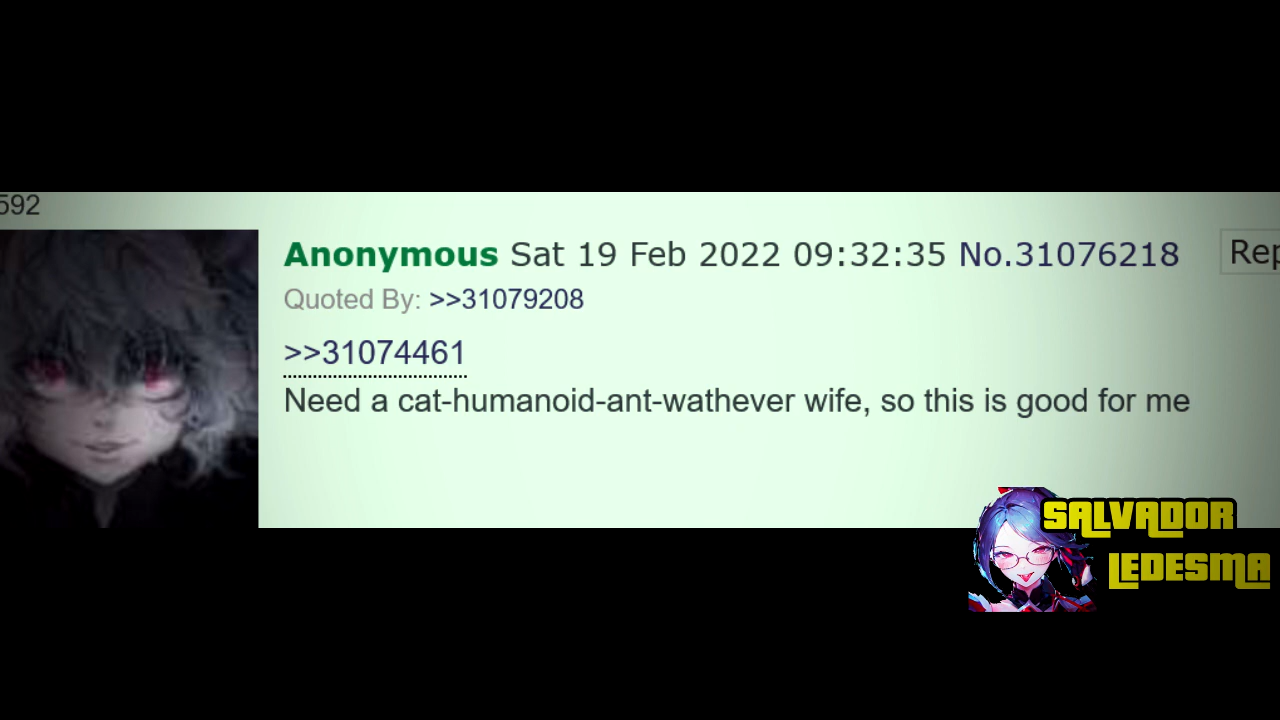 592
Anonymous Sat 19 Feb 2022 09:32:35 No.31076218 Rep
Quoted By: >>31079208
>>31074461
Need a cat-humanoid-ant-wathever wife, so this is good for me
SALVADOR
LEDESMA